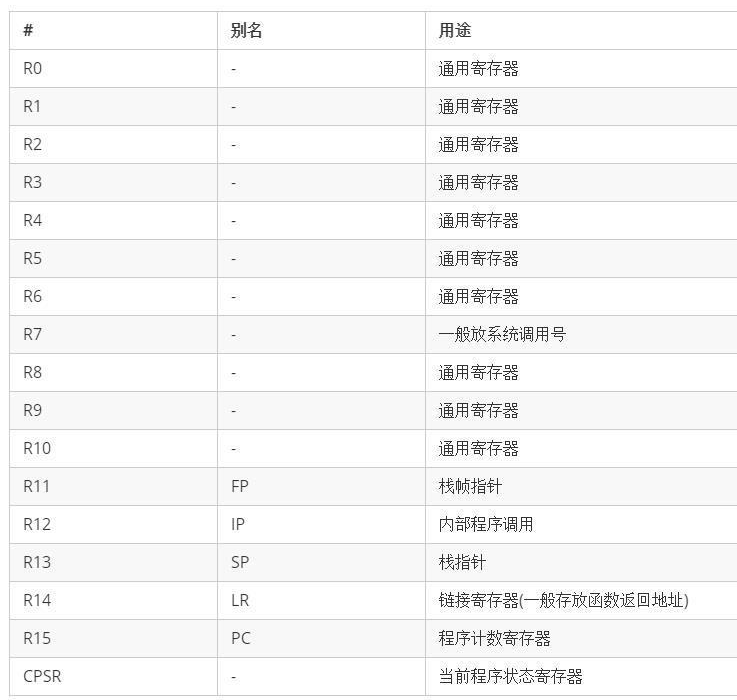 # 别名 用途
R0 - 通用寄存器
R1 - 通用寄存器
R2 - 通用寄存器
R3 - 通用寄存器
R4 - 通用寄存器
R5 - 通用寄存器
R6 - 通用寄存器
R7 - 一般放系统调用号
R8 - 通用寄存器
R9 - 通用寄存器
R10 - 通用寄存器
R11 FP 栈帧指针
R12 IP 内部程序调用
R13 SP 栈指针
R14 LR 链接寄存器(一般存放函数返回地址)
R15 PC 程序计数寄存器
CPSR - 当前程序状态寄存器